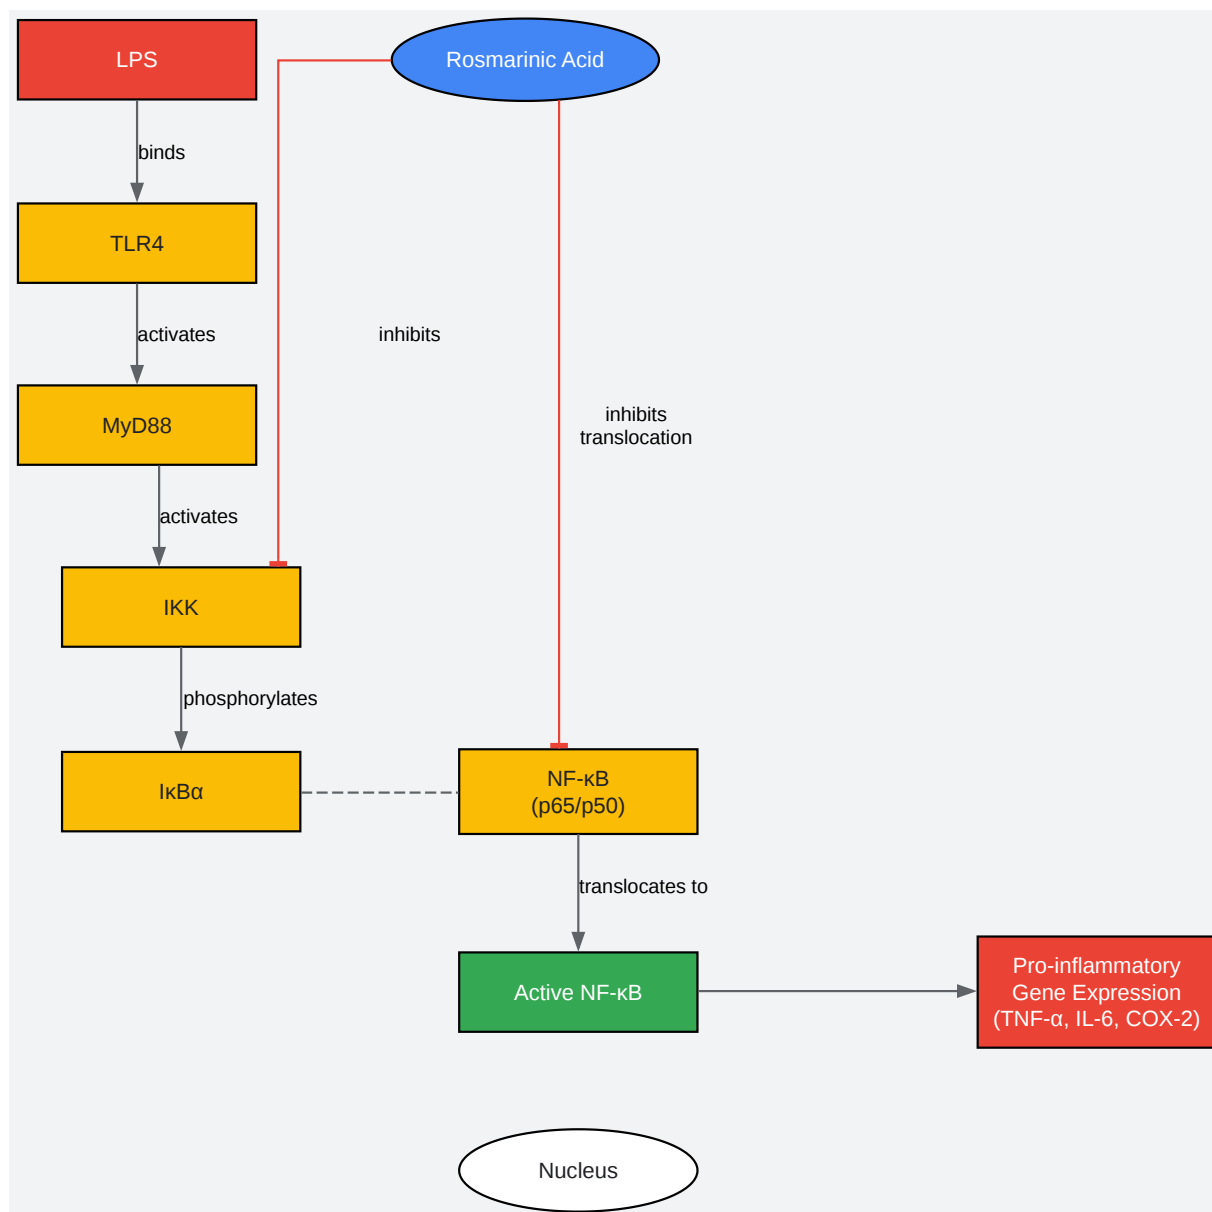 LPS
Rosmarinic Acid
binds
TLR4
activates
inhibits
MyD88
inhibits
translocation
activates
IKK
phosphorylates
IκBα
NF-κB
(p65/p50)
translocates to
Active NF-κB
Pro-inflammatory
Gene Expression
(TNF-α, IL-6, COX-2)
Nucleus